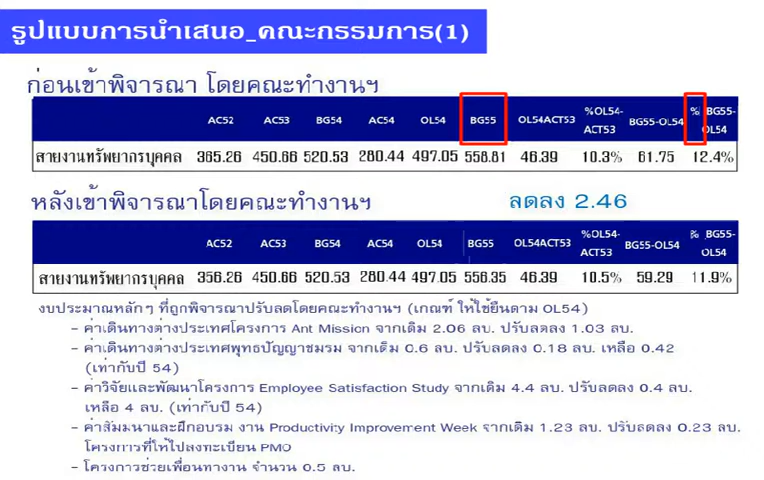 รูปแบบการนำเสนอ_คณะกรรมการ(1)
ก่อนเข้าพิจารณา โดยคณะทำงานฯ
AC52 AC53 BG54 AC54 OL54 BG55 OL54ACT53 %OL54-ACT53 BG55-OL54 % BG55-OL54
สายงานทรัพยากรบุคคล 365.26 450.66 520.53 280.44 497.05 558.81 46.39 10.3% 61.75 12.4%
หลังเข้าพิจารณาโดยคณะทำงานฯ ลดลง 2.46
AC52 AC53 BG54 AC54 OL54 BG55 OL54ACT53 %OL54-ACT53 BG55-OL54 % BG55-OL54
สายงานทรัพยากรบุคคล 356.26 450.66 520.53 280.44 497.05 556.35 46.39 10.5% 59.29 11.9%
งบประมาณหลักๆ ที่ถูกพิจารณาปรับลดโดยคณะทำงานฯ (เกณฑ์ ให้ใช้ยืนตาม OL54)
- ค่าเดินทางต่างประเทศโครงการ Ant Mission จากเดิม 2.06 ลบ. ปรับลดลง 1.03 ลบ.
- ค่าเดินทางต่างประเทศพุทธปัญญาชมรม จากเดิม 0.6 ลบ. ปรับลดลง 0.18 ลบ. เหลือ 0.42
(เท่ากับปี 54)
- ค่าวิจัยและพัฒนาโครงการ Employee Satisfaction Study จากเดิม 4.4 ลบ. ปรับลดลง 0.4 ลบ.
เหลือ 4 ลบ. (เท่ากับปี 54)
- ค่าสัมมนาและฝึกอบรม งาน Productivity Improvement Week จากเดิม 1.23 ลบ. ปรับลดลง 0.23 ลบ.
โครงการที่ให้ไปลงทะเบียน PMO
- โครงการช่วยเพื่อนทำงาน จำนวน 0.5 ลบ.